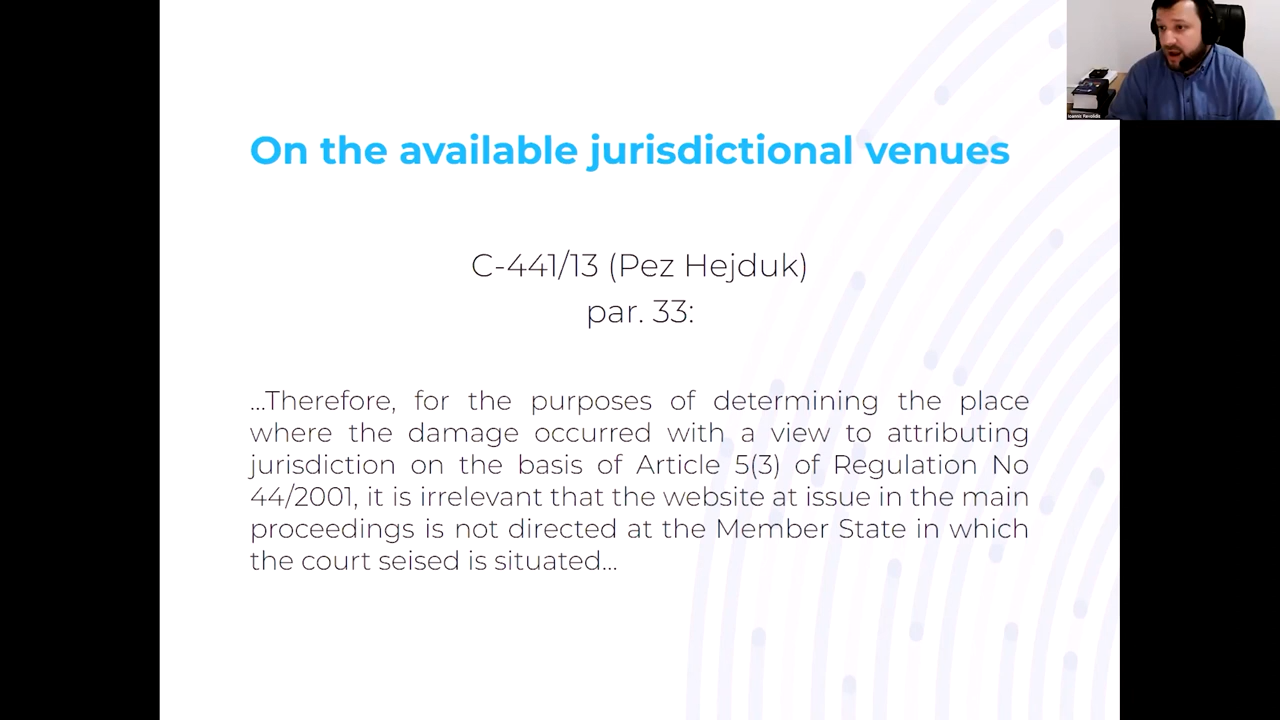 On the available jurisdictional venues
C-441/13 (Pez Hejduk)
par. 33:
...Therefore, for the purposes of determining the place
where the damage occurred with a view to attributing
jurisdiction on the basis of Article 5(3) of Regulation No
44/2001, it is irrelevant that the website at issue in the main
proceedings is not directed at the Member State in which
the court seised is situated...
Ioannis Revolidis